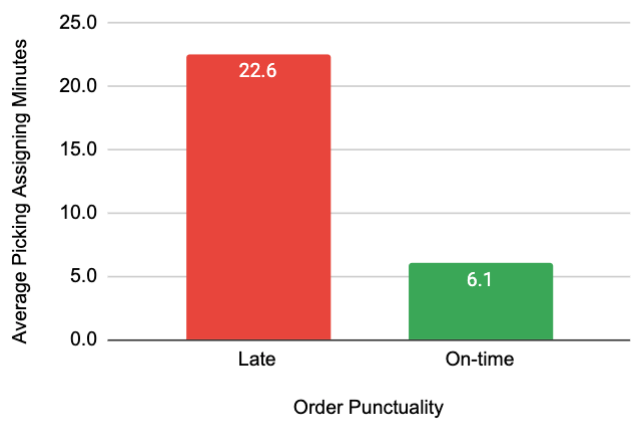 Average Picking Assigning Minutes
25.0
20.0
15.0
10.0
5.0
0.0
22.6
6.1
Late
On-time
Order Punctuality